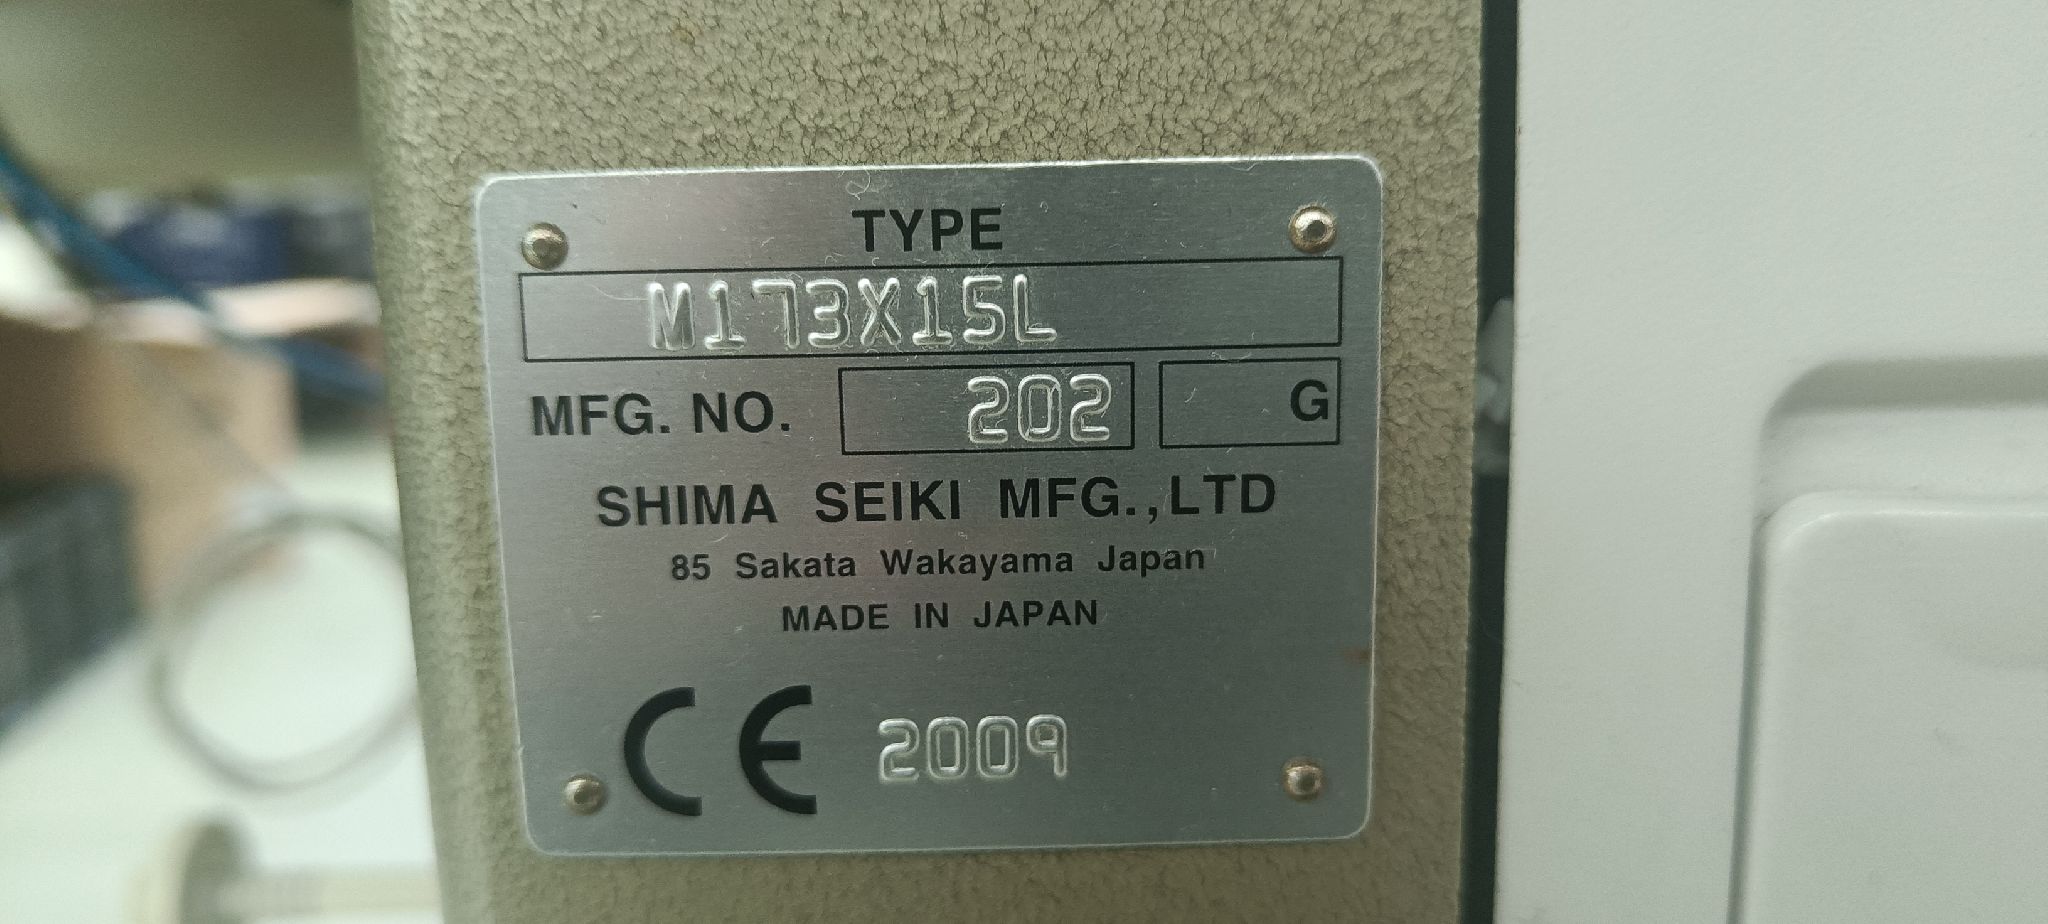 TYPE
M173X15L
MFG. NO. 202 G
SHIMA SEIKI MFG.,LTD
85 Sakata Wakayama Japan
MADE IN JAPAN
CE 2009